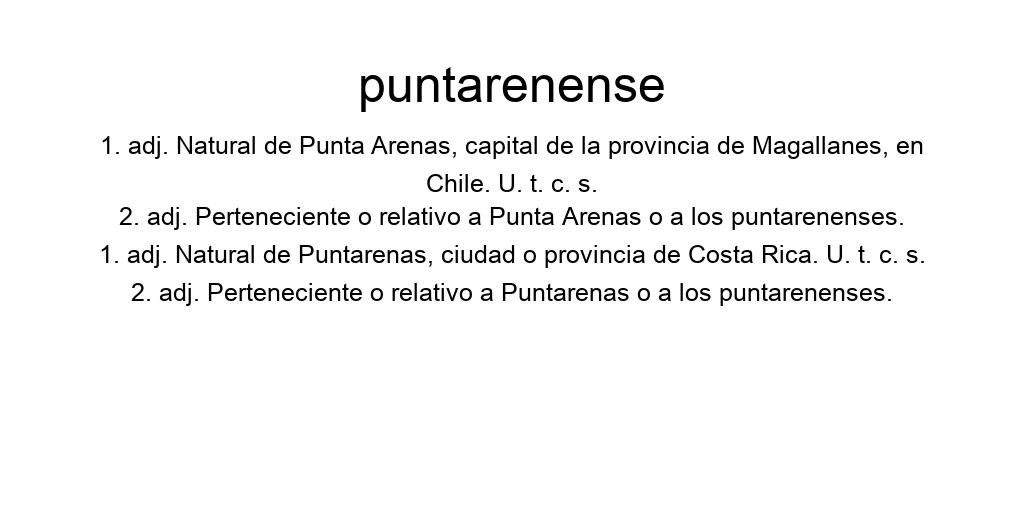 puntarenense
1. adj. Natural de Punta Arenas, capital de la provincia de Magallanes, en
Chile. U. t. c. s.
2. adj. Perteneciente o relativo a Punta Arenas o a los puntarenenses.
1. adj. Natural de Puntarenas, ciudad o provincia de Costa Rica. U. t. c. s.
2. adj. Perteneciente o relativo a Puntarenas o a los puntarenenses.